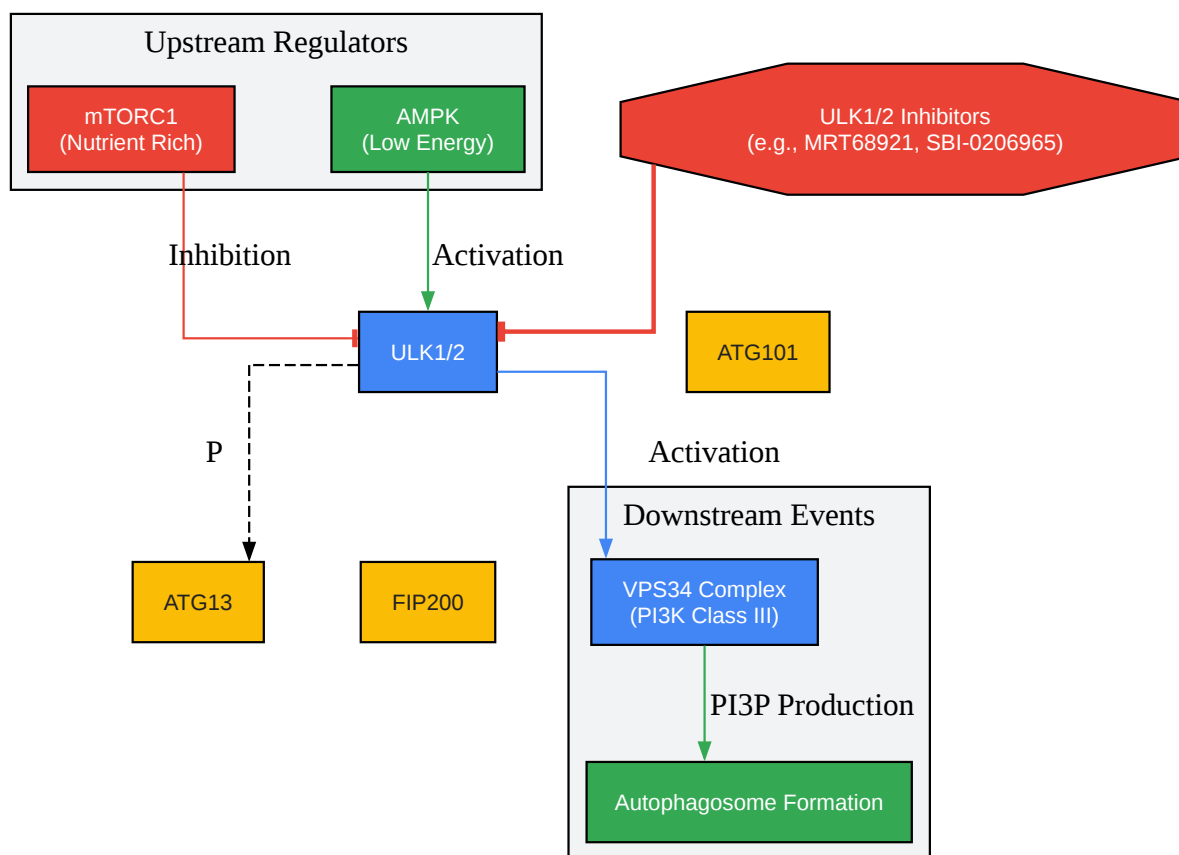 Upstream Regulators
mTORC1
(Nutrient Rich)
AMPK
(Low Energy)
ULK1/2 Inhibitors
(e.g., MRT68921, SBI-0206965)
Inhibition
Activation
ULK1/2
ATG101
P
Activation
Downstream Events
ATG13
FIP200
VPS34 Complex
(PI3K Class III)
PI3P Production
Autophagosome Formation